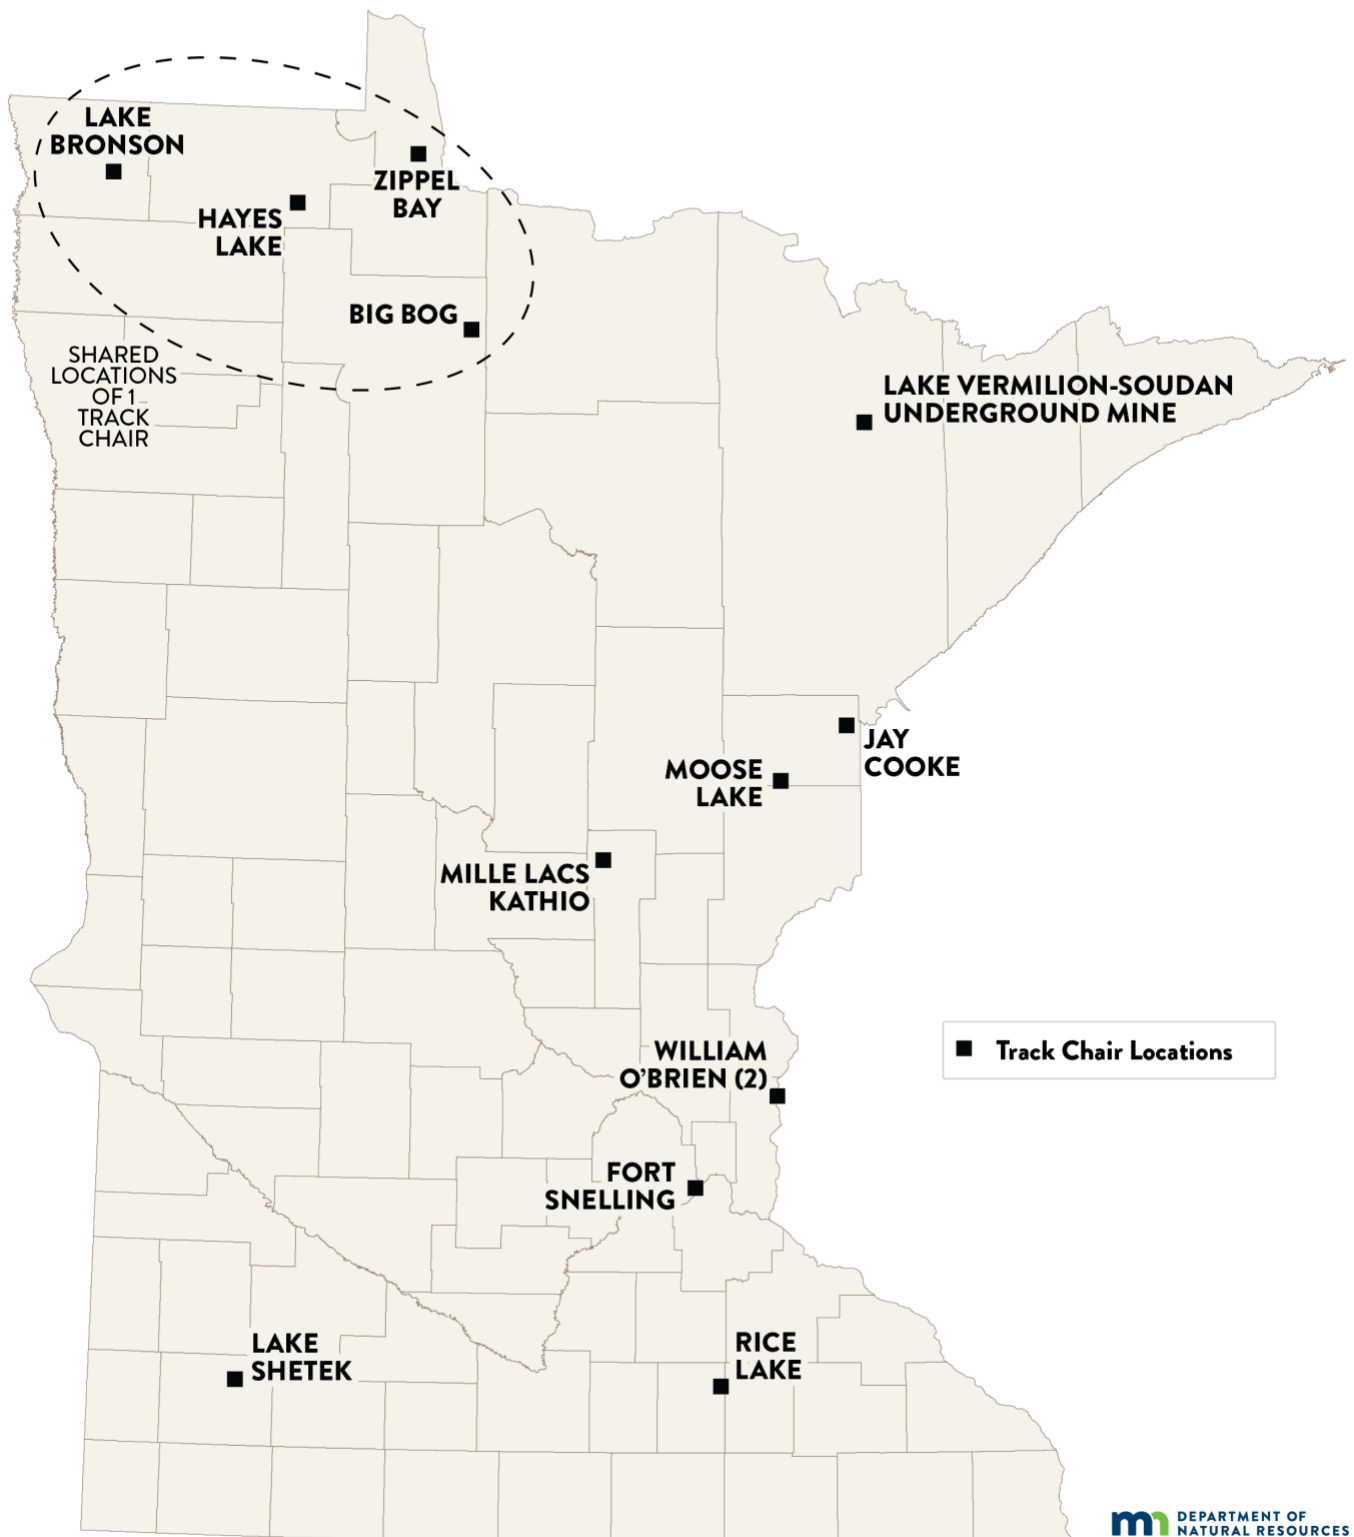 LAKE
BRONSON
ZIPPEL
BAY
HAYES
LAKE
BIG BOG
SHARED
LOCATIONS
OF 1
TRACK
CHAIR
LAKE VERMILION-SOUDAN
UNDERGROUND MINE
JAY
COOKE
MOOSE
LAKE
MILLE LACS
KATHIO
WILLIAM
O'BRIEN (2)
Track Chair Locations
FORT
SNELLING
LAKE
SHETEK
RICE
LAKE
mn DEPARTMENT OF
NATURAL RESOURCES